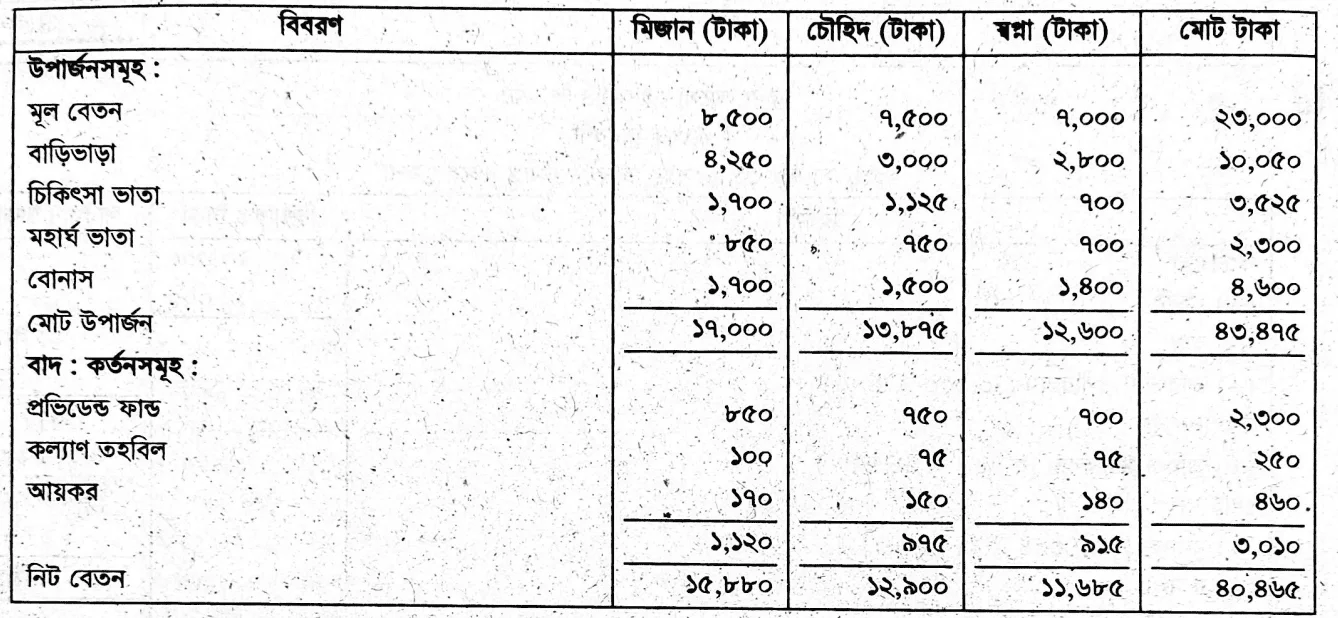 বিবরণ মিজান (টাকা) চৌহিদ (টাকা) স্বপ্না (টাকা) মোট টাকা
উপার্জনসমূহ :
মূল বেতন ৮,৫০০ ৭,৫০০ ৭,০০০ ২৩,০০০
বাড়িভাড়া ৪,২৫০ ৩,০০০ ২,৮০০ ১০,০৫০
চিকিৎসা ভাতা ১,৭০০ ১,১২৫ ৭০০ ৩,৫২৫
মহার্ঘ ভাতা ৮৫০ ৭৫০ ৭০০ ২,৩০০
বোনাস ১,৭০০ ১,৫০০ ১,৪০০ ৪,৬০০
মোট উপার্জন ১৭,০০০ ১৩,৮৭৫ ১২,৬০০ ৪৩,৪৭৫
বাদ : কর্তনসমূহ :
প্রভিডেন্ড ফান্ড ৮৫০ ৭৫০ ৭০০ ২,৩০০
কল্যাণ তহবিল ১০০ ৭৫ ৭৫ ২৫০
আয়কর ১৭০ ১৫০ ১৪০ ৪৬০
১,১২০ ৯৭৫ ৯১৫ ৩,০১০
নিট বেতন ১৫,৮৮০ ১২,৯০০ ১১,৬৮৫ ৪০,৪৬৫